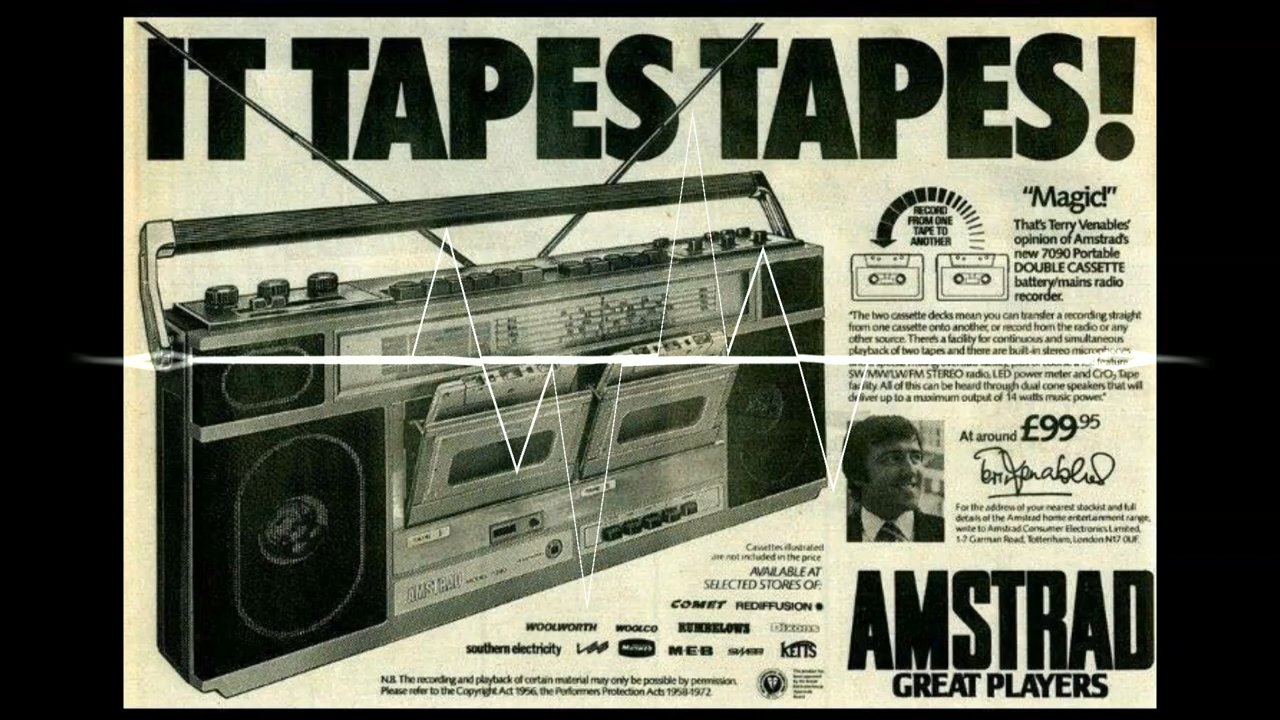 IT TAPES TAPES!
RECORD
FROM ONE
TAPE TO
ANOTHER
"Magic!"
That's Terry Venables'
opinion of Amstrad's
new 7090 Portable
DOUBLE CASSETTE
battery/mains radio
recorder.
"The two cassette decks mean you can transfer a recording straight
from one cassette onto another, or record from the radio or any
other source. There's a facility for continuous and simultaneous
playback of two tapes and there are built-in stereo microphones
feature
SW/MW/LW/FM STEREO radio, LED power meter and CrO₂ Tape
facility. All of this can be heard through dual cone speakers that will
deliver up to a maximum output of 14 watts music power."
At around £99.95
Terry Venables
For the address of your nearest stockist and full
details of the Amstrad home entertainment range,
write to Amstrad Consumer Electronics Limited,
1-7 Garman Road, Tottenham, London N17 0UF.
AMSTRAD
Cassettes illustrated
are not included in the price
AVAILABLE AT
SELECTED STORES OF:
COMET REDIFFUSION
WOOLWORTH WOOLCO RUMBELOWS Dixons
southern electricity MEB SWEB KETTS
N.B. The recording and playback of certain material may only be possible by permission.
Please refer to the Copyright Act 1956, the Performers Protection Acts 1958-1972.
AMSTRAD
GREAT PLAYERS